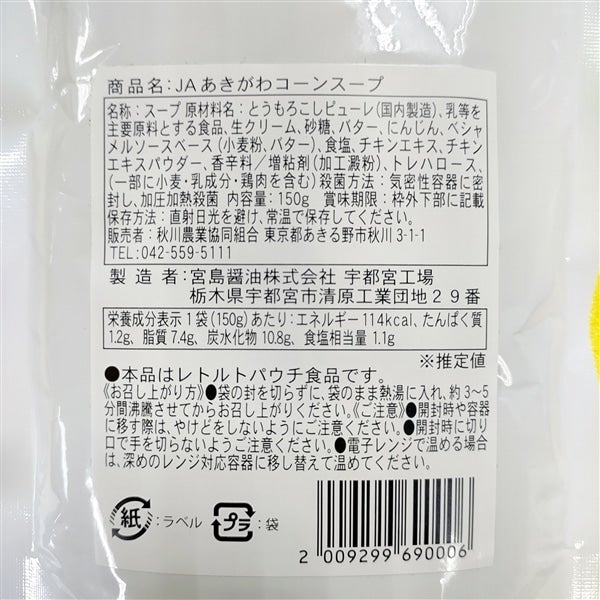 商品名:JAあきがわコーンスープ
名称:スープ 原材料名:とうもろこしピューレ(国内製造)、乳等を
主要原料とする食品、生クリーム、砂糖、バター、にんじん、ベシャ
メルソースベース(小麦粉、バター)、食塩、チキンエキス、チキン
エキスパウダー、香辛料/増粘剤(加工澱粉)、トレハロース、
(一部に小麦・乳成分・鶏肉を含む) 殺菌方法:気密性容器に密
封し、加圧加熱殺菌 内容量:150g 賞味期限:枠外下部に記載
保存方法:直射日光を避け、常温で保存してください。
販売者:秋川農業協同組合 東京都あきる野市秋川3-1-1
TEL:042-559-5111
製造者:宮島醤油株式会社 宇都宮工場
栃木県宇都宮市清原工業団地29番
栄養成分表示1袋(150g)あたり:エネルギー114kcal、たんぱく質
1.2g、脂質7.4g、炭水化物10.8g、食塩相当量1.1g
※推定値
●本品はレトルトパウチ食品です。
《お召し上がり方》●袋の封を切らずに、袋のまま熱湯に入れ、約3~5
分間沸騰させてからお召し上がりください。《ご注意》●開封時や容器
に移す際は、やけどをしないようにご注意ください。●開封時に切り
口で手を切らないようご注意ください。●電子レンジで温める場合
は、深めのレンジ対応容器に移し替えて温めてください。
紙:ラベル プラ:袋
2 009299 690006